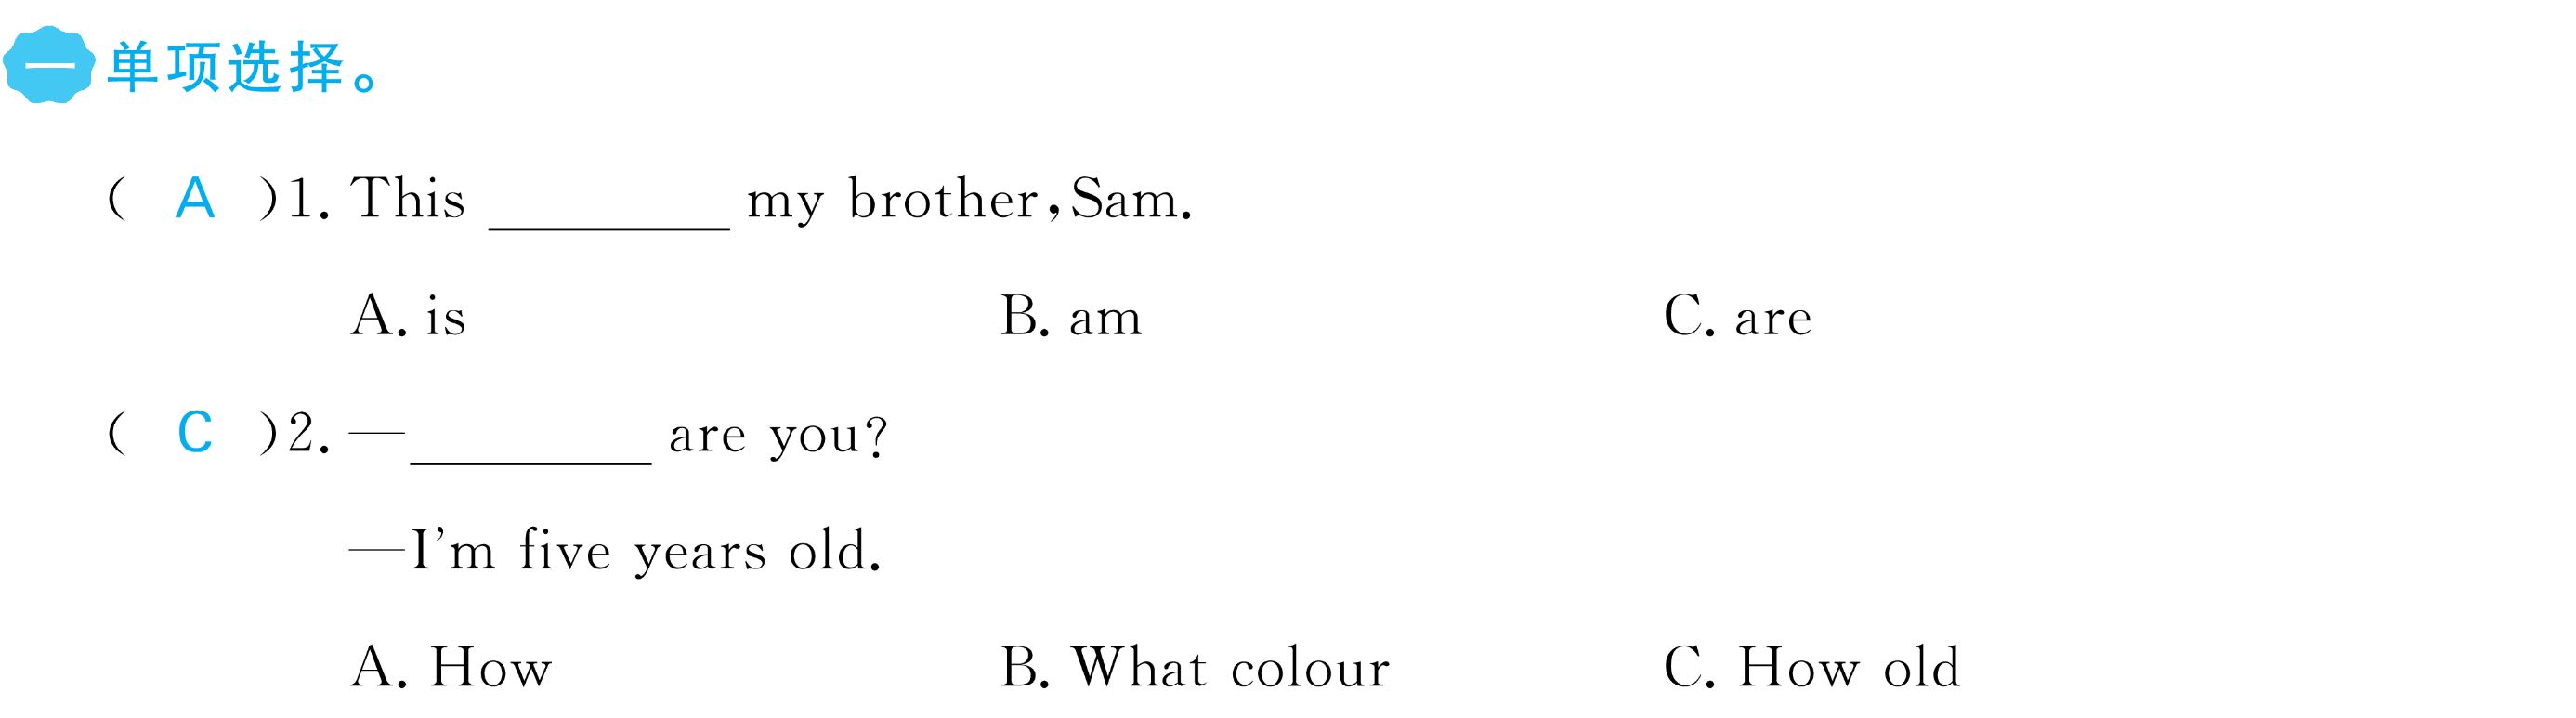 一 单项选择。
( A )1. This ________ my brother,Sam.
A. is B. am C. are
( C )2. —________ are you?
—I'm five years old.
A. How B. What colour C. How old